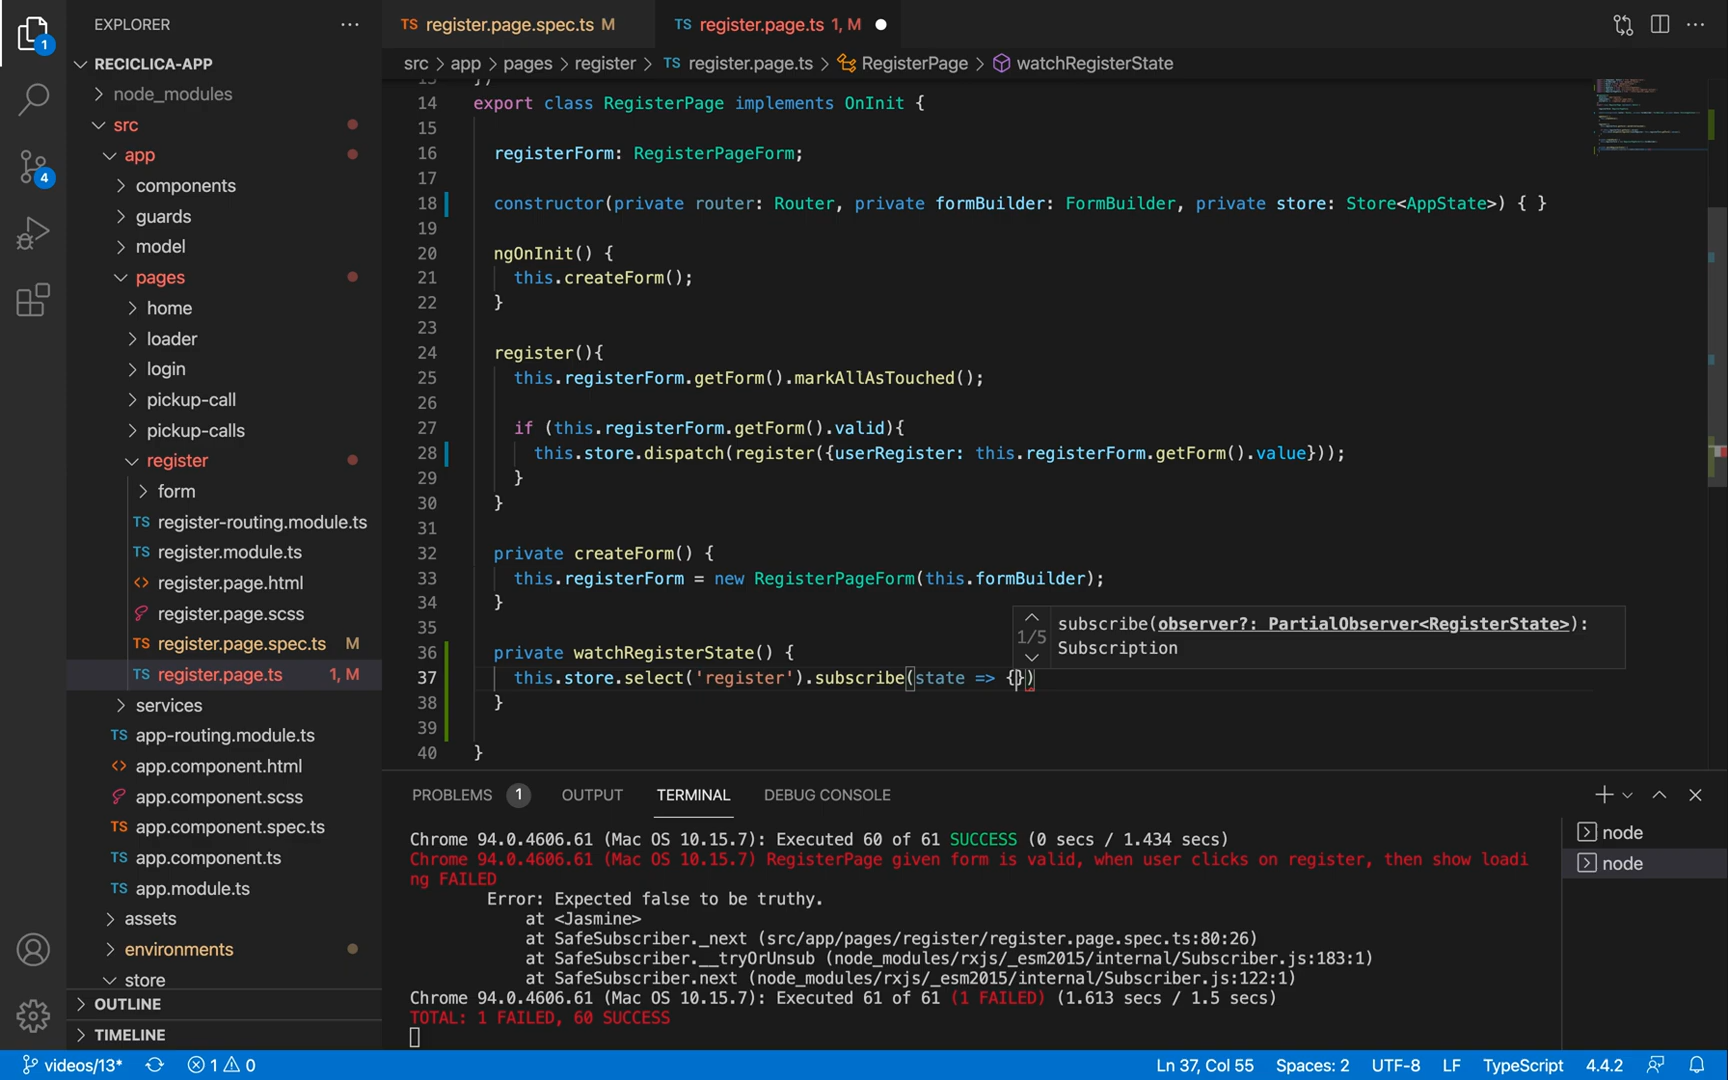 EXPLORER
register.page.spec.ts M
register.page.ts 1, M
RECICLICA-APP
node_modules
src
app
components
guards
model
pages
home
loader
login
pickup-call
pickup-calls
register
form
TS register-routing.module.ts
TS register.module.ts
<> register.page.html
register.page.scss
TS register.page.spec.ts M
TS register.page.ts 1, M
services
TS app-routing.module.ts
<> app.component.html
app.component.scss
TS app.component.spec.ts
TS app.component.ts
TS app.module.ts
assets
environments
store
OUTLINE
TIMELINE
1
4
src > app > pages > register > TS register.page.ts > RegisterPage > watchRegisterState
14 export class RegisterPage implements OnInit {
15
16 registerForm: RegisterPageForm;
17
18 constructor(private router: Router, private formBuilder: FormBuilder, private store: Store<AppState>) { }
19
20 ngOnInit() {
21 this.createForm();
22 }
23
24 register(){
25 this.registerForm.getForm().markAllAsTouched();
26
27 if (this.registerForm.getForm().valid){
28 this.store.dispatch(register({userRegister: this.registerForm.getForm().value}));
29 }
30 }
31
32 private createForm() {
33 this.registerForm = new RegisterPageForm(this.formBuilder);
34 }
35
36 private watchRegisterState() {
37 this.store.select('register').subscribe(state => {})
38 }
39
40 }
1/5
subscribe(observer?: PartialObserver<RegisterState>):
Subscription
PROBLEMS 1 OUTPUT TERMINAL DEBUG CONSOLE
Chrome 94.0.4606.61 (Mac OS 10.15.7): Executed 60 of 61 SUCCESS (0 secs / 1.434 secs)
Chrome 94.0.4606.61 (Mac OS 10.15.7) RegisterPage given form is valid, when user clicks on register, then show loadi
ng FAILED
Error: Expected false to be truthy.
at <Jasmine>
at SafeSubscriber._next (src/app/pages/register/register.page.spec.ts:80:26)
at SafeSubscriber.__tryOrUnsub (node_modules/rxjs/_esm2015/internal/Subscriber.js:183:1)
at SafeSubscriber.next (node_modules/rxjs/_esm2015/internal/Subscriber.js:122:1)
Chrome 94.0.4606.61 (Mac OS 10.15.7): Executed 61 of 61 (1 FAILED) (1.613 secs / 1.5 secs)
TOTAL: 1 FAILED, 60 SUCCESS
node
node
videos/13* 1 0 Ln 37, Col 55 Spaces: 2 UTF-8 LF TypeScript 4.4.2